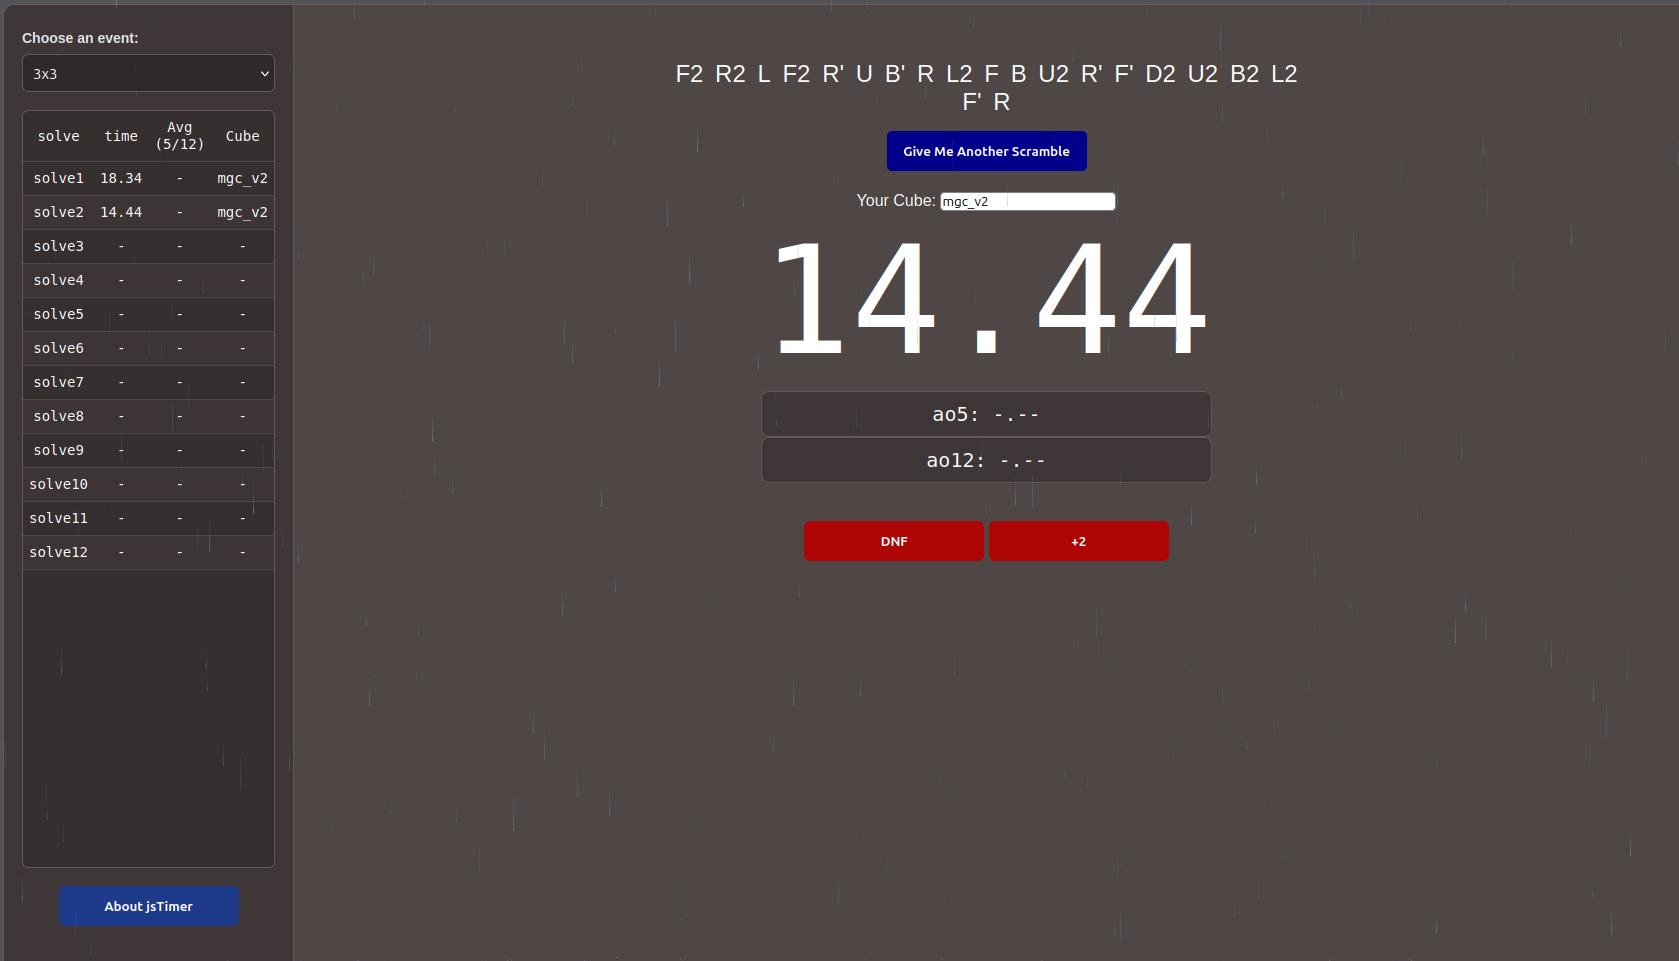 Choose an event:
3x3
solve time Avg (5/12) Cube
solve1 18.34 - mgc_v2
solve2 14.44 - mgc_v2
solve3 - - -
solve4 - - -
solve5 - - -
solve6 - - -
solve7 - - -
solve8 - - -
solve9 - - -
solve10 - - -
solve11 - - -
solve12 - - -
About jsTimer
F2 R2 L F2 R' U B' R L2 F B U2 R' F' D2 U2 B2 L2
F' R
Give Me Another Scramble
Your Cube: mgc_v2
14.44
ao5: -.--
ao12: -.--
DNF +2